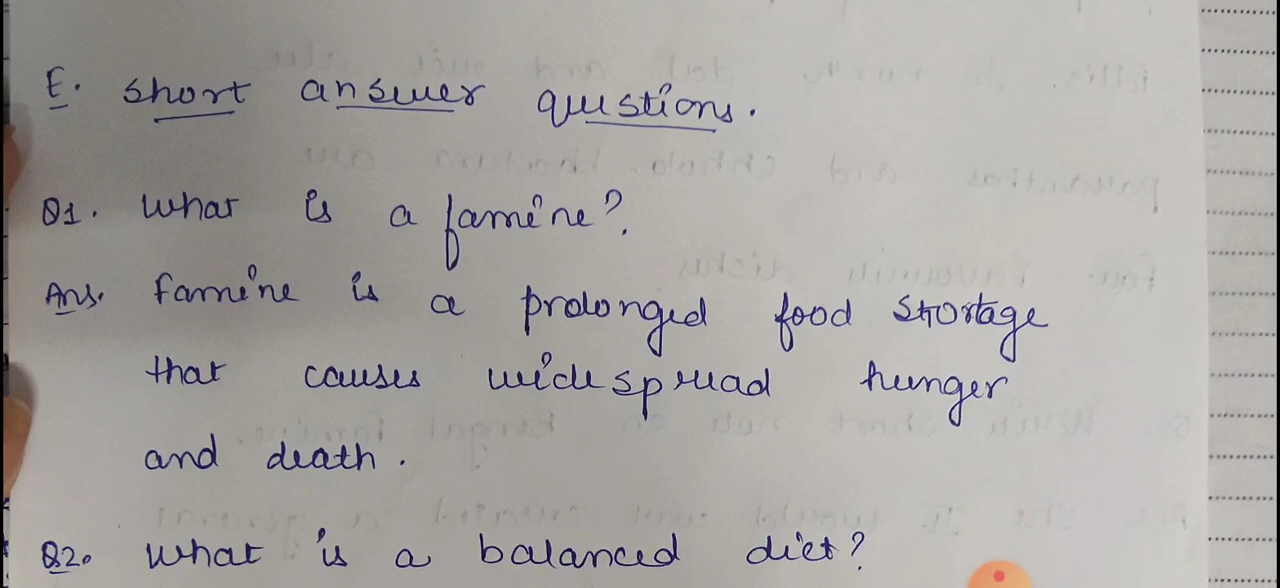 E. Short answer questions.
Q1. What is a famine?
Ans. Famine is a prolonged food shortage
that causes widespread hunger
and death.
Q2. What is a balanced diet?